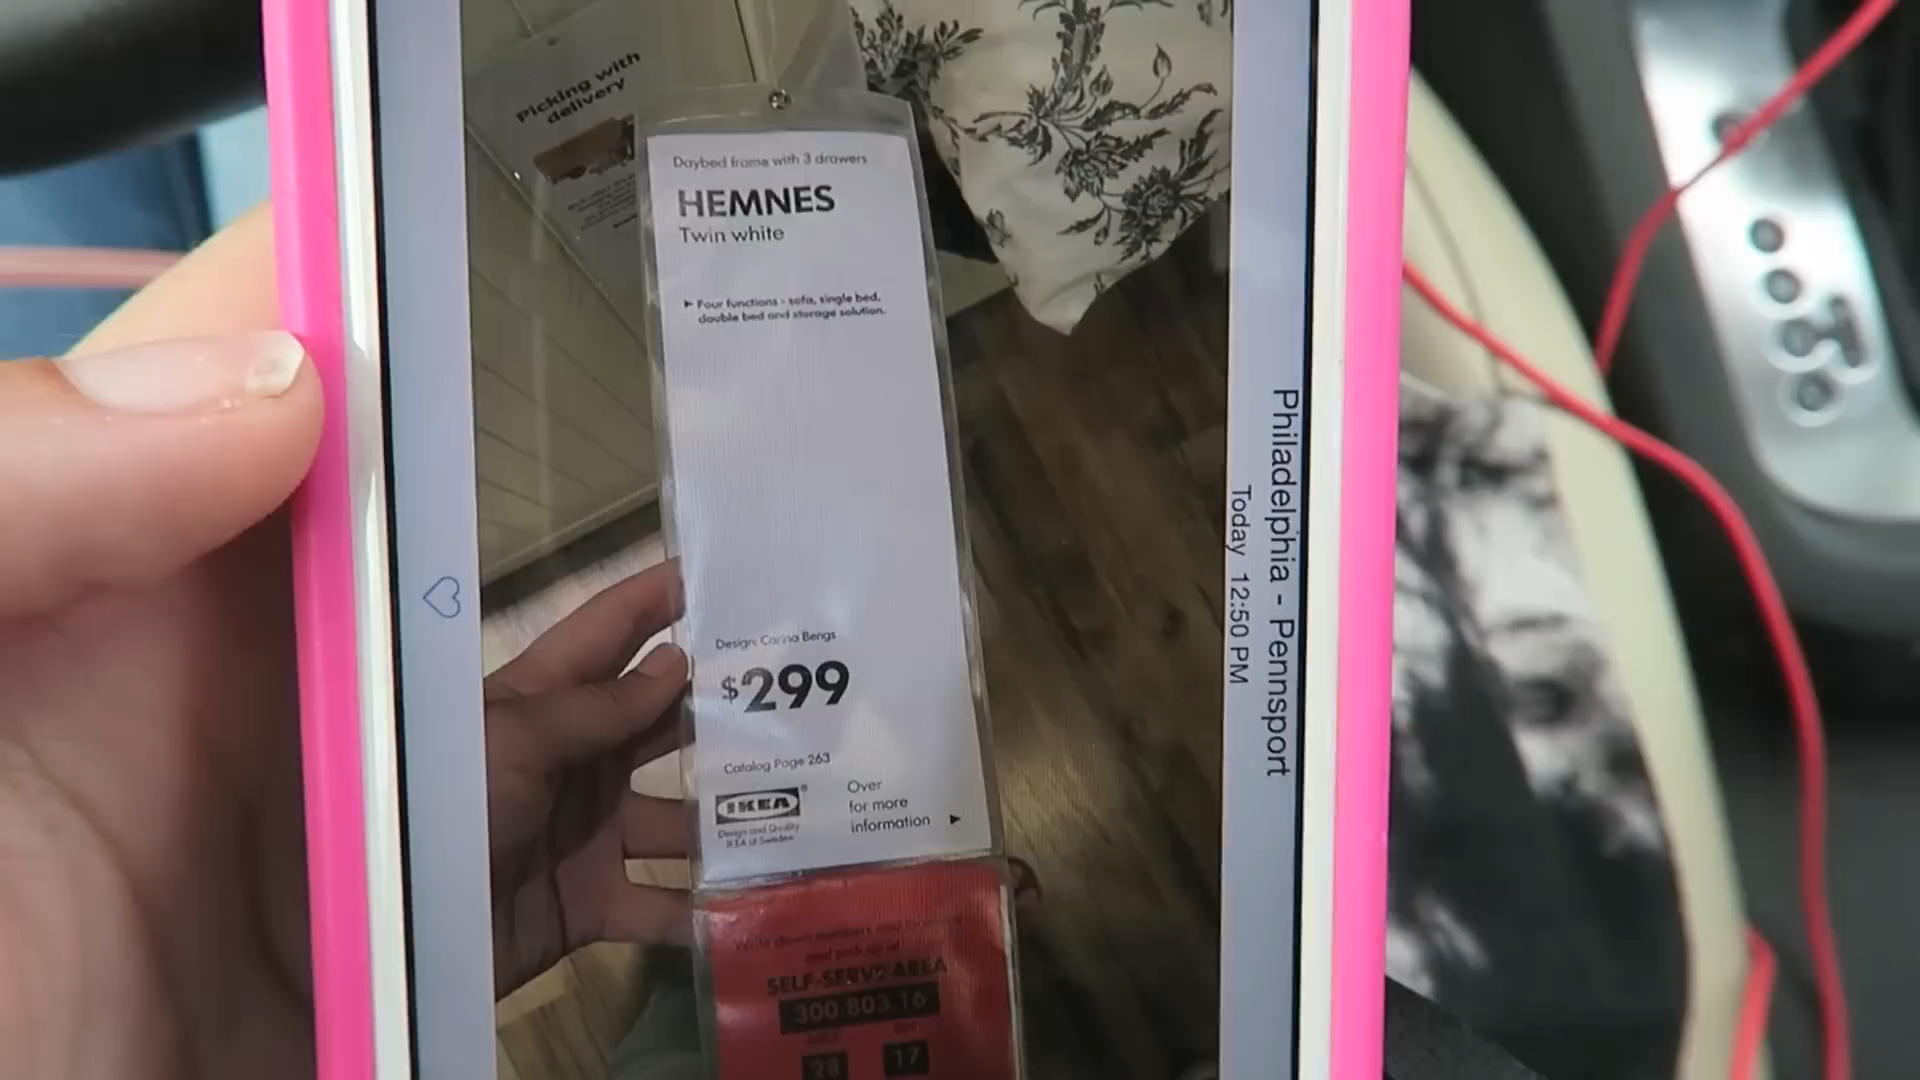 Picking with
delivery
Daybed frame with 3 drawers
HEMNES
Twin white
► Four functions - sofa, single bed,
double bed and storage solution.
Design: Carina Bengs
$299
Catalog Page 263
IKEA®
Design and Quality
IKEA of Sweden
Over
for more
information ►
SELF-SERVE AREA
300.803.16
28
17
Philadelphia - Pennsport
Today 12:50 PM